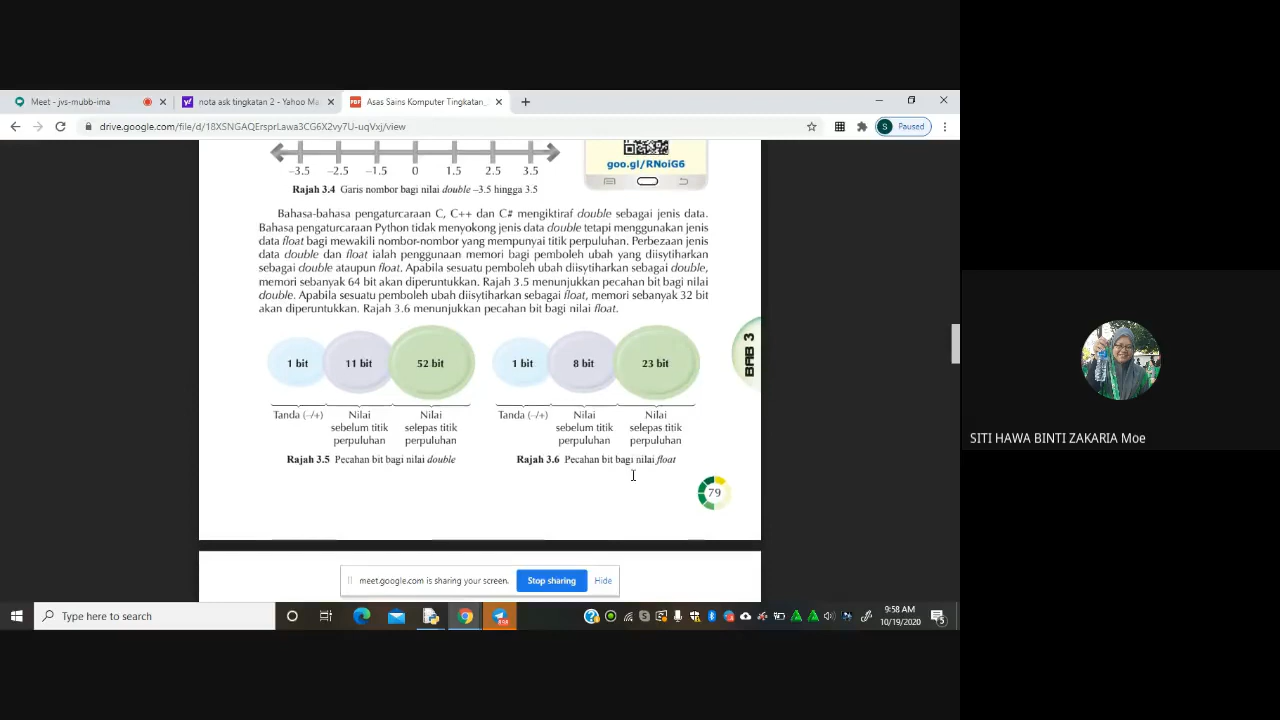 Meet - jvs-mubb-ima
nota ask tingkatan 2 - Yahoo Ma
Asas Sains Komputer Tingkatan_
drive.google.com/file/d/18XSNGAQErsprLawa3CG6X2vy7U-uqVxj/view
S
Paused
goo.gl/RNoiG6
–3.5 –2.5 –1.5 0 1.5 2.5 3.5
Rajah 3.4 Garis nombor bagi nilai double –3.5 hingga 3.5
Bahasa-bahasa pengaturcaraan C, C++ dan C# mengiktiraf double sebagai jenis data.
Bahasa pengaturcaraan Python tidak menyokong jenis data double tetapi menggunakan jenis
data float bagi mewakili nombor-nombor yang mempunyai titik perpuluhan. Perbezaan jenis
data double dan float ialah penggunaan memori bagi pemboleh ubah yang diisytiharkan
sebagai double ataupun float. Apabila sesuatu pemboleh ubah diisytiharkan sebagai double,
memori sebanyak 64 bit akan diperuntukkan. Rajah 3.5 menunjukkan pecahan bit bagi nilai
double. Apabila sesuatu pemboleh ubah diisytiharkan sebagai float, memori sebanyak 32 bit
akan diperuntukkan. Rajah 3.6 menunjukkan pecahan bit bagi nilai float.
BAB 3
1 bit 11 bit 52 bit
Tanda (–/+)
Nilai
sebelum titik
perpuluhan
Nilai
selepas titik
perpuluhan
Rajah 3.5 Pecahan bit bagi nilai double
1 bit 8 bit 23 bit
Tanda (–/+)
Nilai
sebelum titik
perpuluhan
Nilai
selepas titik
perpuluhan
Rajah 3.6 Pecahan bit bagi nilai float
79
meet.google.com is sharing your screen.
Stop sharing
Hide
Type here to search
9:58 AM
10/19/2020
5
SITI HAWA BINTI ZAKARIA Moe